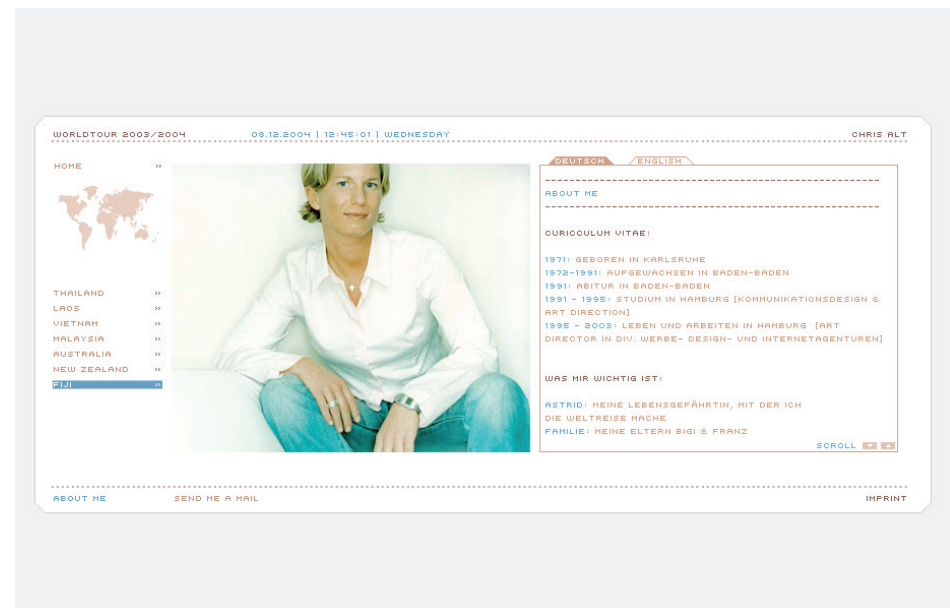 WORLDTOUR 2003/2004 08.12.2004 | 12:45:01 | WEDNESDAY CHRIS ALT
HOME »
THAILAND »
LAOS »
VIETNAM »
MALAYSIA »
AUSTRALIA »
NEW ZEALAND »
FIJI »
DEUTSCH ENGLISH
ABOUT ME
CURICCULUM VITAE:
1971: GEBOREN IN KARLSRUHE
1972-1991: AUFGEWACHSEN IN BADEN-BADEN
1991: ABITUR IN BADEN-BADEN
1991 - 1995: STUDIUM IN HAMBURG [KOMMUNIKATIONSDESIGN &
ART DIRECTION]
1995 - 2003: LEBEN UND ARBEITEN IN HAMBURG [ART
DIRECTOR IN DIV. WERBE- DESIGN- UND INTERNETAGENTUREN]
WAS MIR WICHTIG IST:
ASTRID: MEINE LEBENSGEFÄHRTIN, MIT DER ICH
DIE WELTREISE MACHE
FAMILIE: MEINE ELTERN BIGI & FRANZ
SCROLL
ABOUT ME SEND ME A MAIL IMPRINT